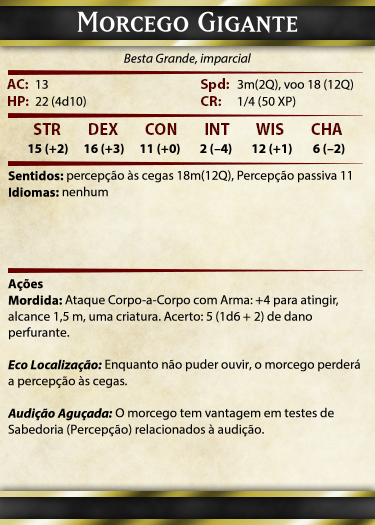 Morcego Gigante
Besta Grande, imparcial
AC: 13 Spd: 3m(2Q), voo 18 (12Q)
HP: 22 (4d10) CR: 1/4 (50 XP)
STR DEX CON INT WIS CHA
15 (+2) 16 (+3) 11 (+0) 2 (–4) 12 (+1) 6 (–2)
Sentidos: percepção às cegas 18m(12Q), Percepção passiva 11
Idiomas: nenhum
Ações
Mordida: Ataque Corpo-a-Corpo com Arma: +4 para atingir,
alcance 1,5 m, uma criatura. Acerto: 5 (1d6 + 2) de dano
perfurante.
Eco Localização: Enquanto não puder ouvir, o morcego perderá
a percepção às cegas.
Audição Aguçada: O morcego tem vantagem em testes de
Sabedoria (Percepção) relacionados à audição.